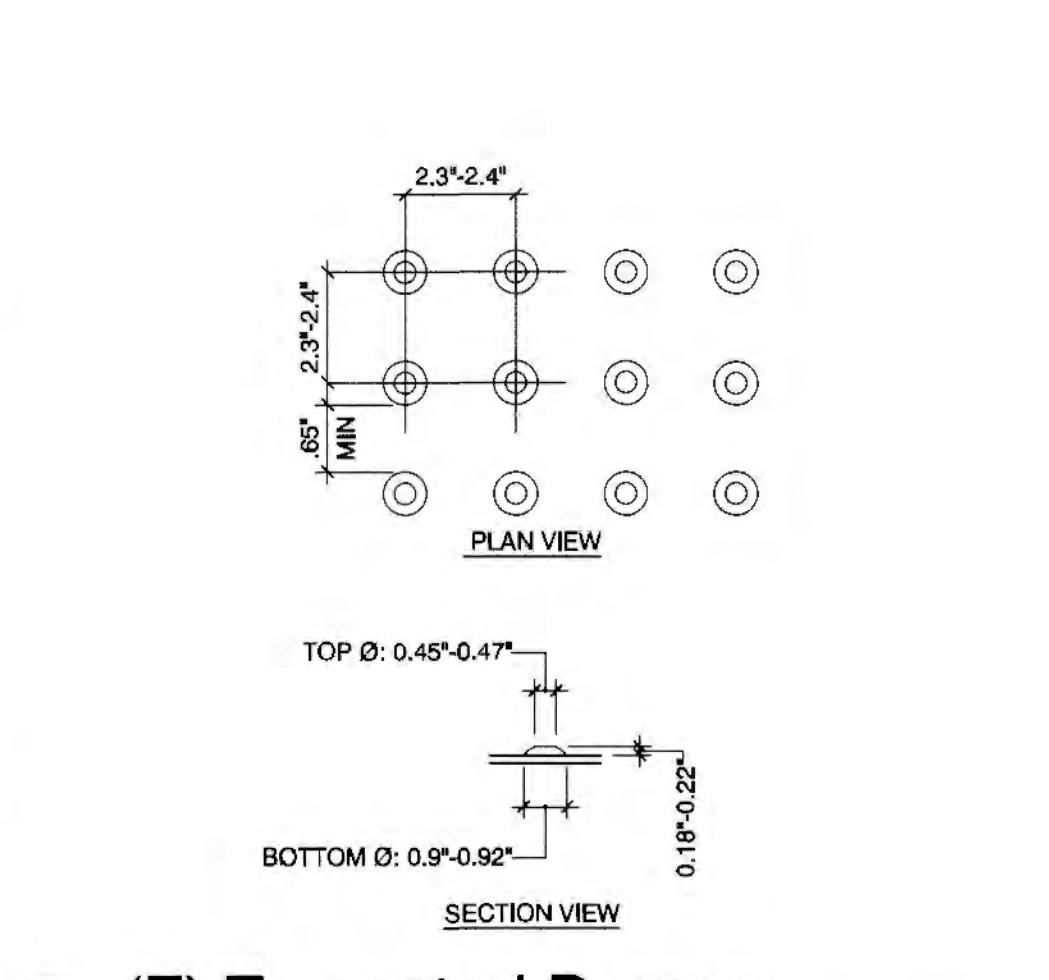 2.3"-2.4"
2.3"-2.4"
.65"
MIN
PLAN VIEW
TOP Ø: 0.45"-0.47"
0.18"-0.22"
BOTTOM Ø: 0.9"-0.92"
SECTION VIEW